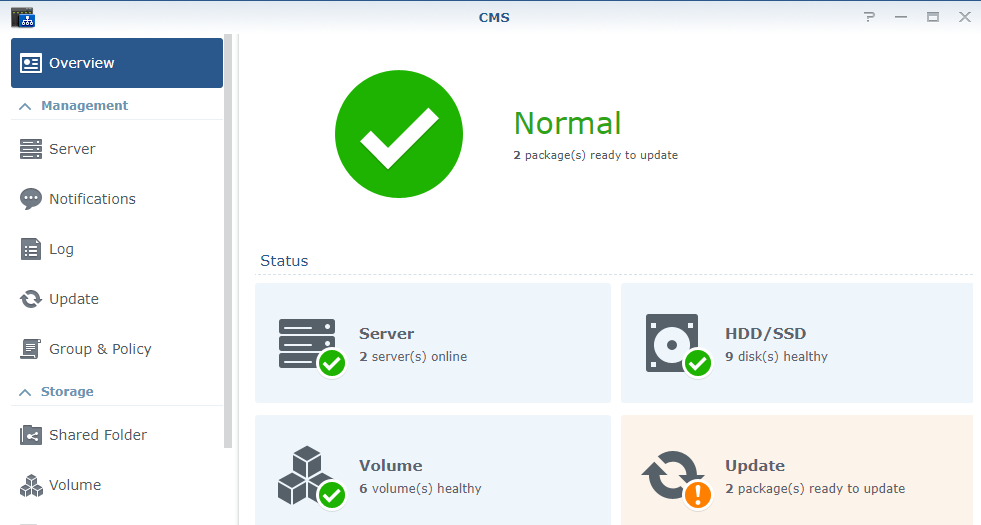 CMS
Overview
Management
Server
Notifications
Log
Update
Group & Policy
Storage
Shared Folder
Volume
Normal
2 package(s) ready to update
Status
Server
2 server(s) online
HDD/SSD
9 disk(s) healthy
Volume
6 volume(s) healthy
Update
2 package(s) ready to update